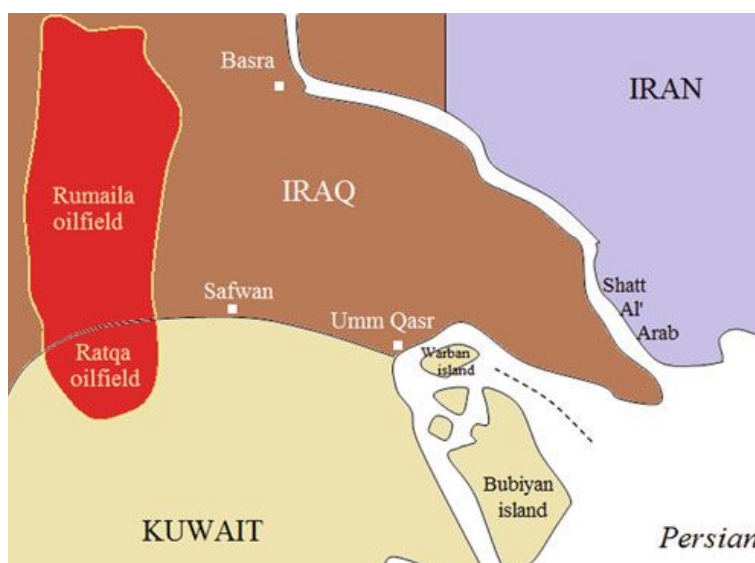 Basra
IRAN
Rumaila
oilfield
IRAQ
Safwan
Umm Qasr
Shatt
Al'
Arab
Ratqa
oilfield
Warban
island
Bubiyan
island
KUWAIT
Persian